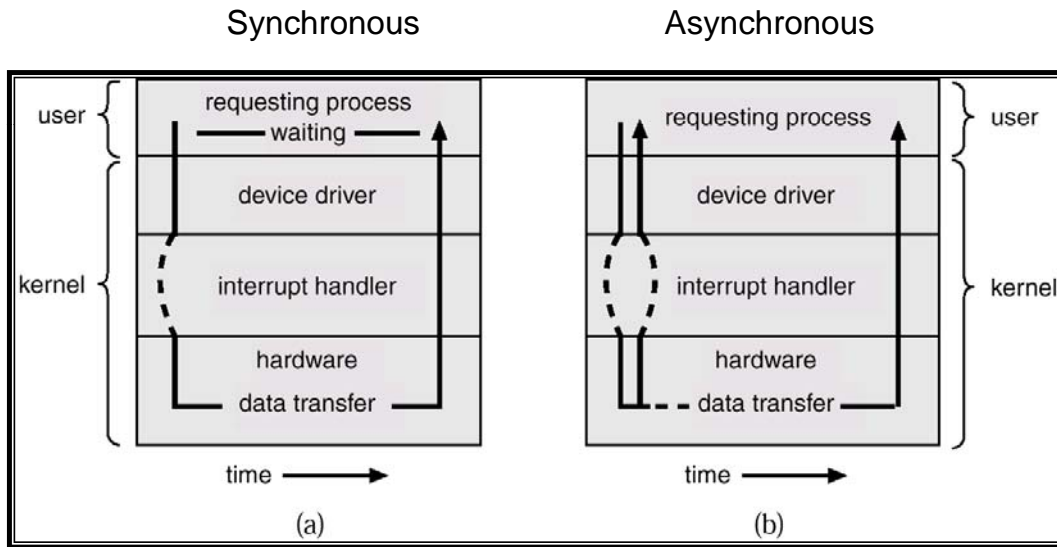 Synchronous
Asynchronous
user
requesting process
waiting
device driver
kernel
interrupt handler
hardware
data transfer
time
(a)
requesting process
user
device driver
interrupt handler
kernel
hardware
data transfer
time
(b)